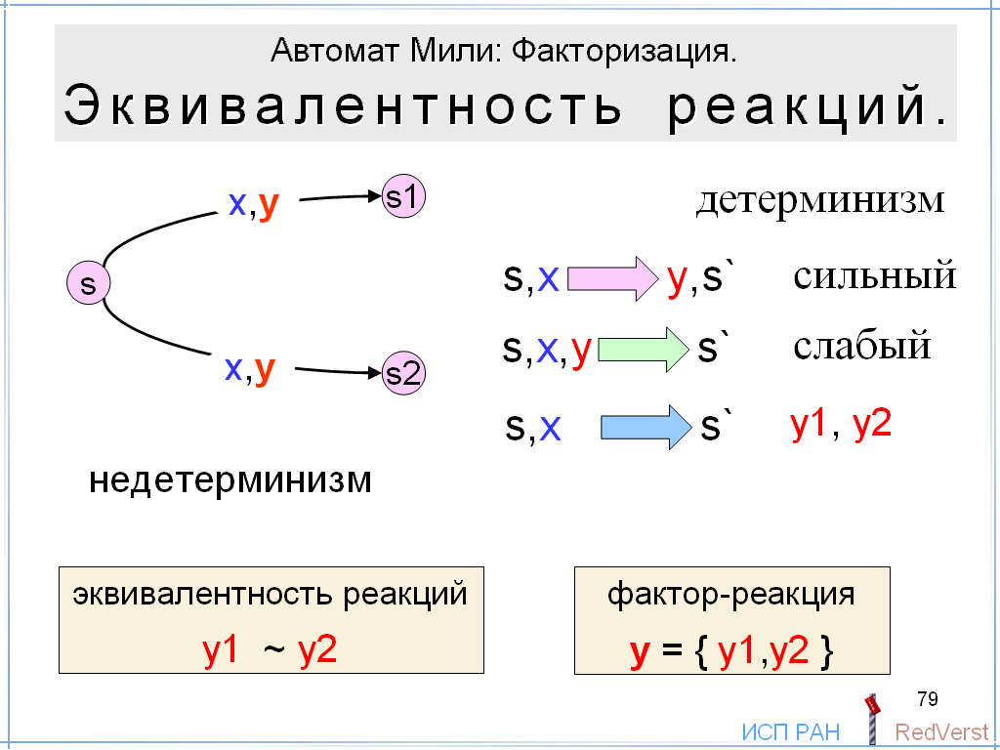 Автомат Мили: Факторизация.
Эквивалентность реакций.
x,y
s1
s
x,y
s2
недетерминизм
детерминизм
s,x y,s` сильный
s,x,y s` слабый
s,x s` y1, y2
эквивалентность реакций
y1 ~ y2
фактор-реакция
y = { y1,y2 }
79
ИСП РАН RedVerst